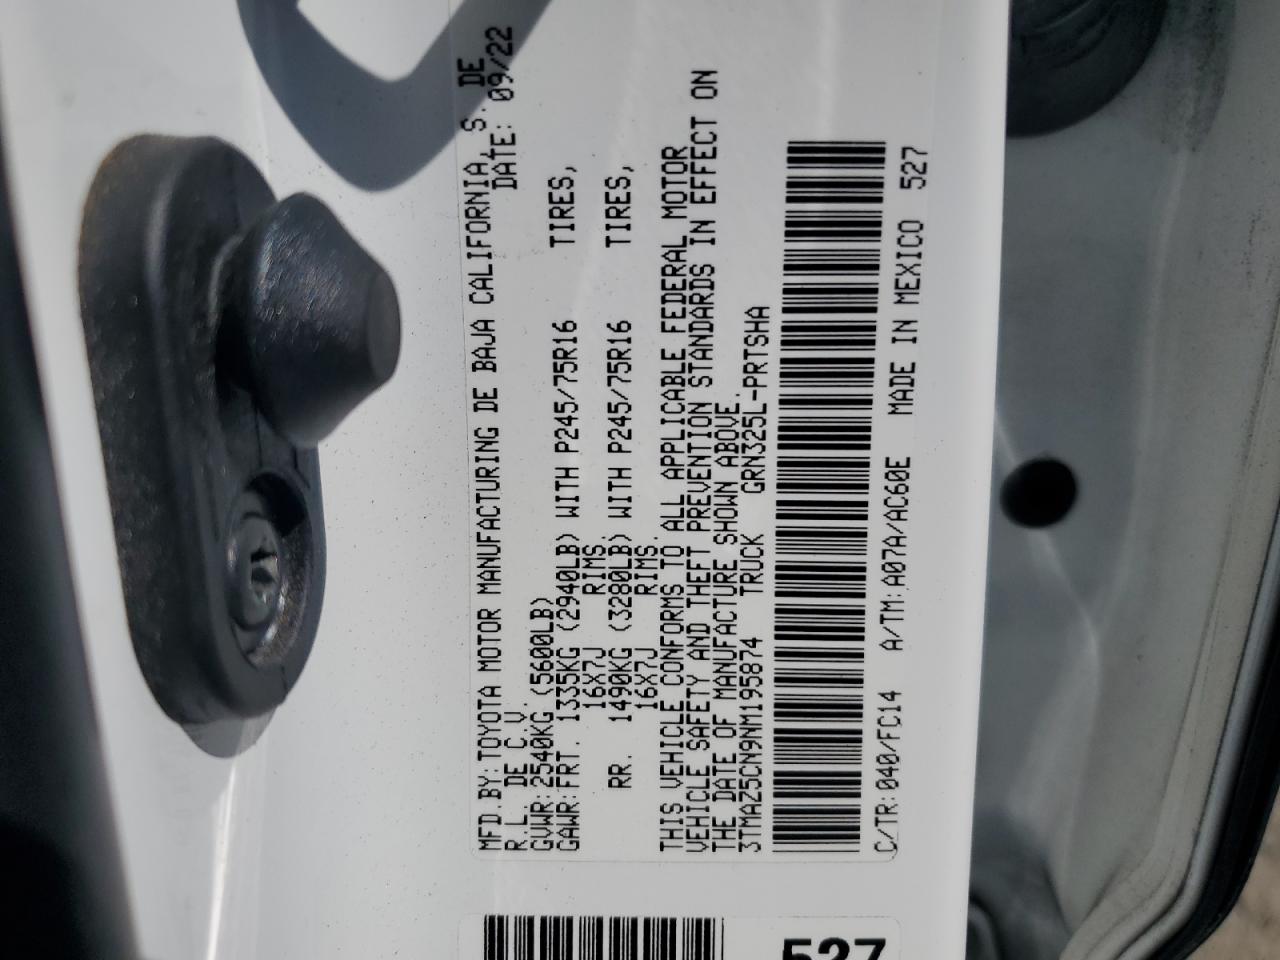 MFD.BY:TOYOTA MOTOR MANUFACTURING DE BAJA CALIFORNIA, S. DE
R.L. DE C.V. DATE: 09/22
GVWR:2540KG (5600LB)
GAWR:FRT. 1335KG (2940LB) WITH P245/75R16 TIRES,
16X7J RIMS
RR. 1490KG (3280LB) WITH P245/75R16 TIRES,
16X7J RIMS.
THIS VEHICLE CONFORMS TO ALL APPLICABLE FEDERAL MOTOR
VEHICLE SAFETY AND THEFT PREVENTION STANDARDS IN EFFECT ON
THE DATE OF MANUFACTURE SHOWN ABOVE.
3TMAZ5CN9NM195874 TRUCK GRN325L-PRTSHA
C/TR:040/FC14 A/TM:A07A/AC60E MADE IN MEXICO 527
527